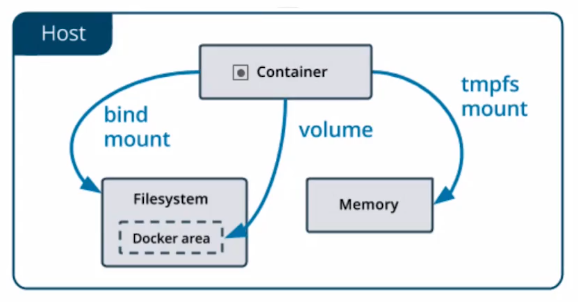 Host
Container
bind
mount
volume
tmpfs
mount
Filesystem
Docker area
Memory